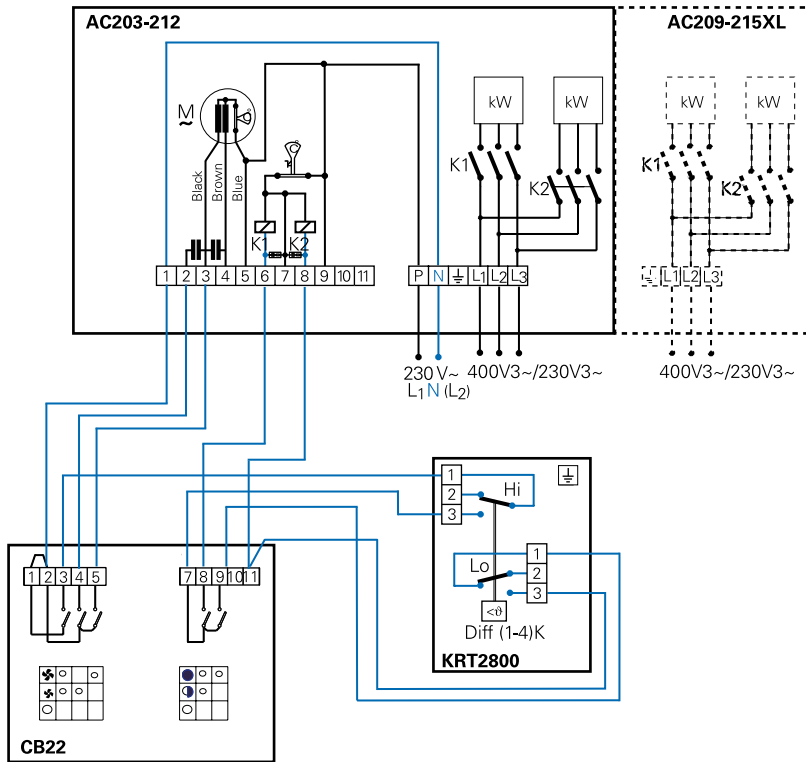 AC203-212
AC209-215XL
M
~
Black
Brown
Blue
K1
K2
kW
kW
K1
K2
kW
kW
K1
K2
1 2 3 4 5 6 7 8 9 10 11
P N L1 L2 L3
L1 L2 L3
230 V~
L1 N (L2)
400V3~/230V3~
400V3~/230V3~
1
2
3
Hi
1
2
3
Lo
<ϑ
Diff (1-4)K
KRT2800
1 2 3 4 5
7 8 9 10 11
CB22